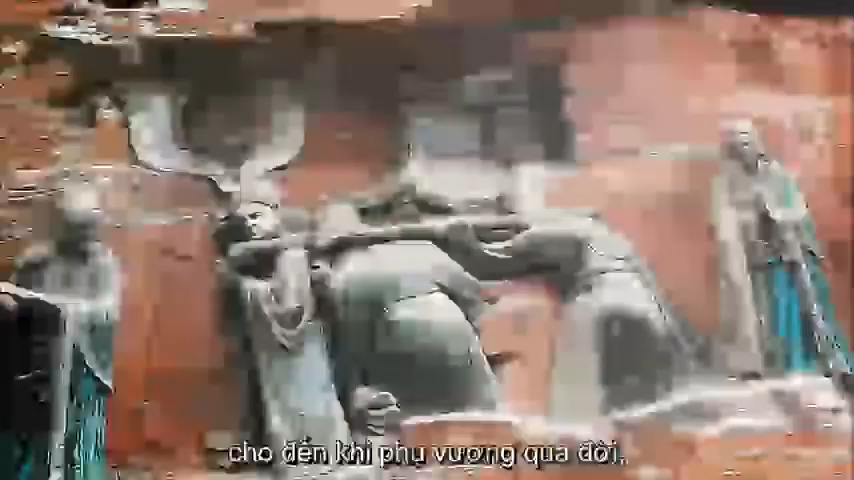 cho đến khi phụ vương qua đời,